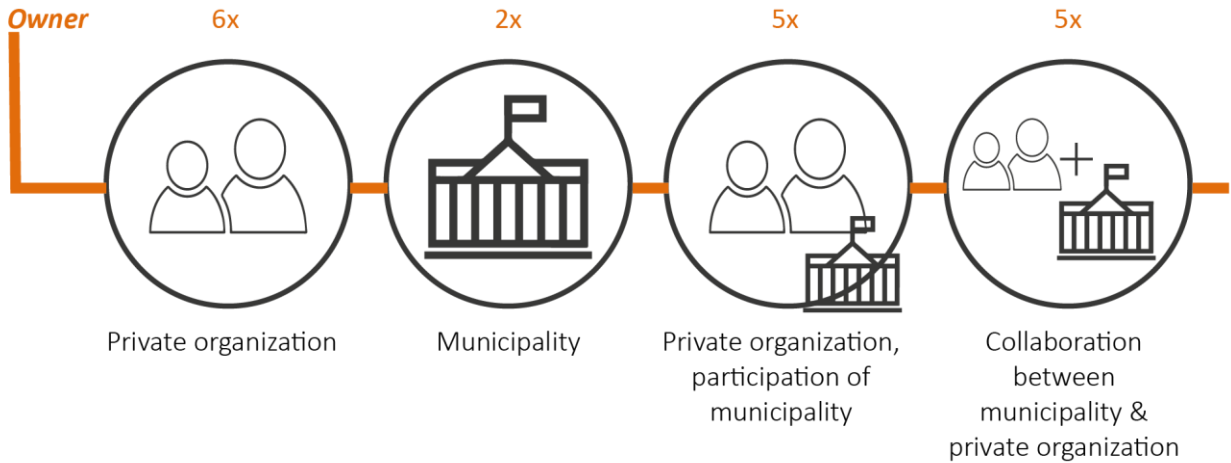 Owner
6x
2x
5x
5x
Private organization
Municipality
Private organization,
participation of
municipality
Collaboration
between
municipality &
private organization